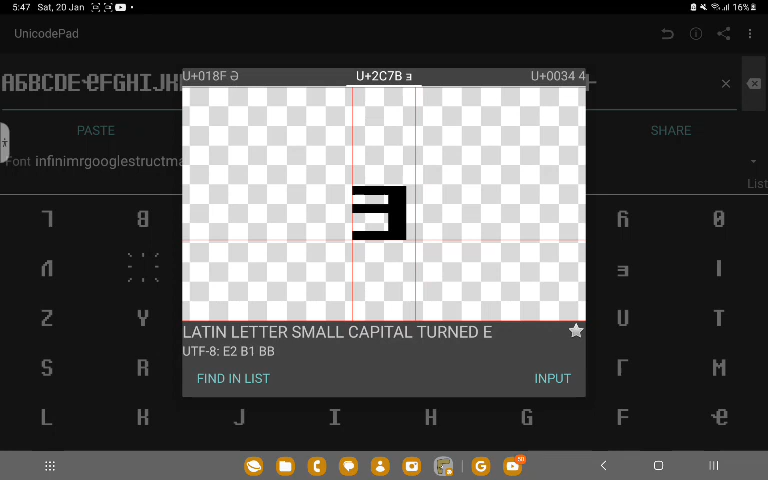 5:47 Sat, 20 Jan
16%
UnicodePad
U+018F Ə
U+2C7B ⱻ
U+0034 4
PASTE
SHARE
Font infinimrgooglestructma
List
LATIN LETTER SMALL CAPITAL TURNED E
UTF-8: E2 B1 BB
FIND IN LIST
INPUT
Z Y U T
S R Г M
L K J I H G F
50